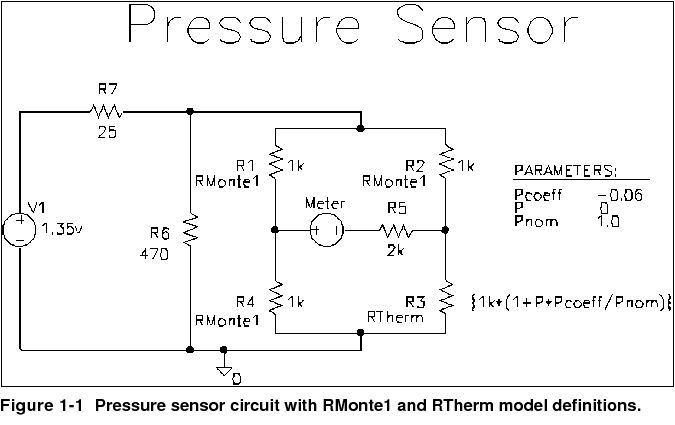 Pressure Sensor
R7
25
R1 1k
RMonte1
R2 1k
RMonte1
PARAMETERS:
Pcoeff -0.06
P 0
Pnom 1.0
V1
1.35v
Meter
R5
2k
R6
470
R4 1k
RMonte1
R3 {1k*(1+P*Pcoeff/Pnom)}
RTherm
0
Figure 1-1 Pressure sensor circuit with RMonte1 and RTherm model definitions.